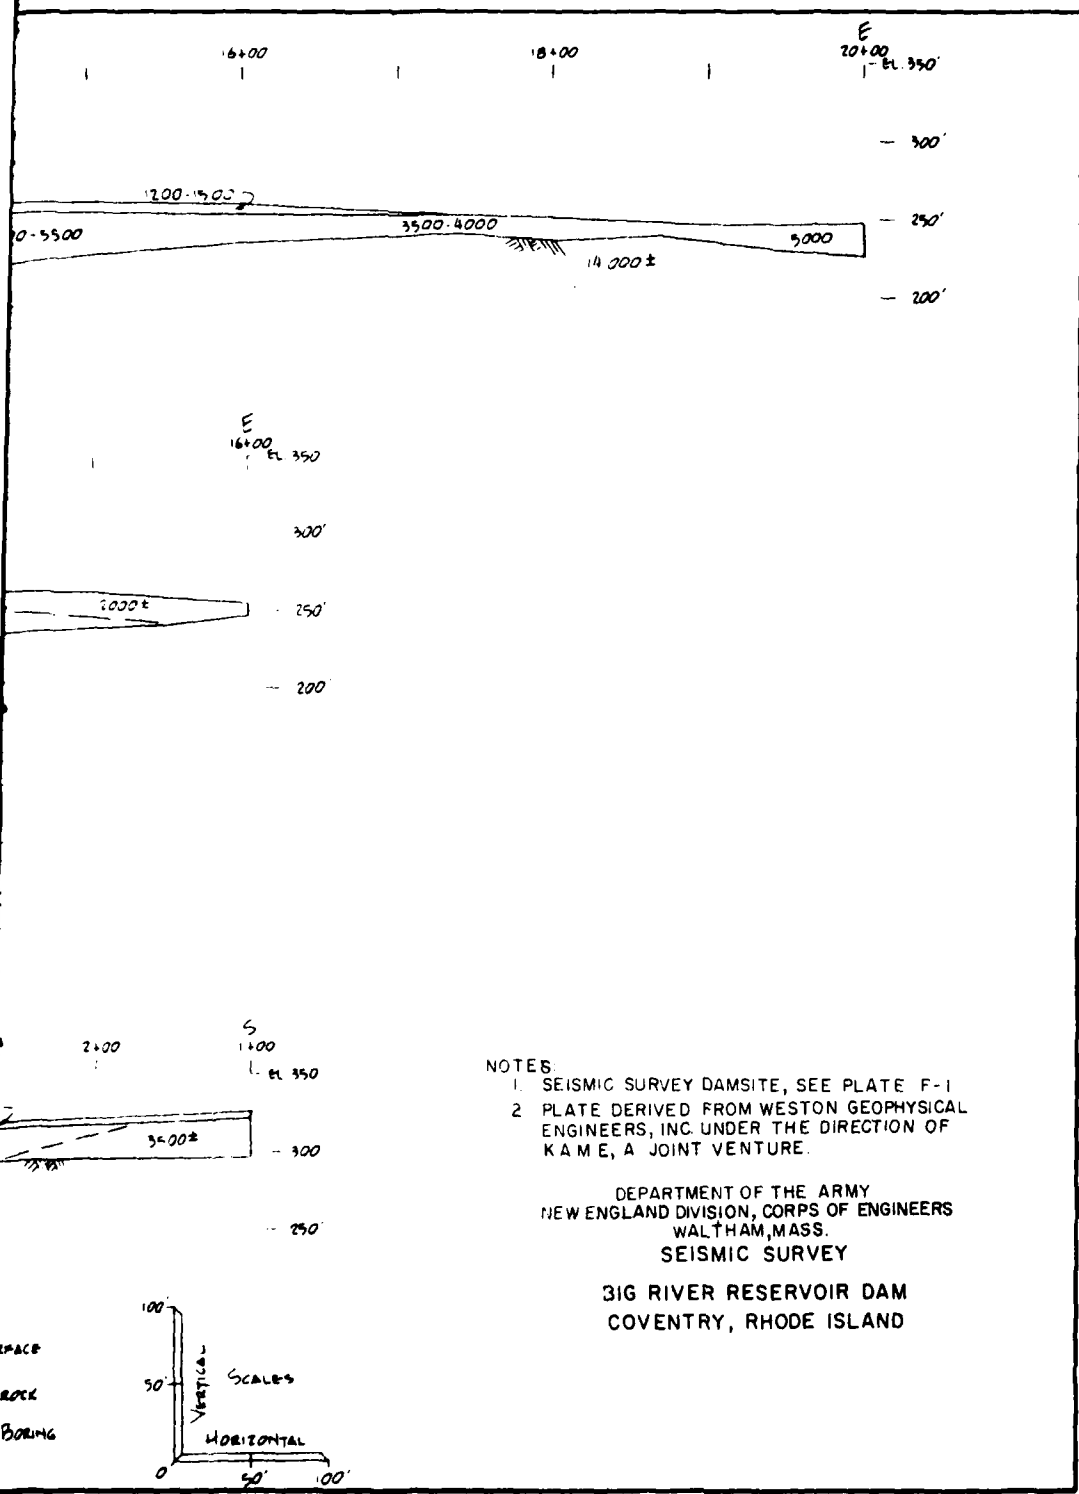 E
16+00 18+00 20+00
EL. 350'
300'
1200-1500
250'
3500-4000
0-5500
5000
14,000 ±
200'
E
16+00
EL. 350
300'
2000 ±
250'
200'
S
2+00 1+00
EL 350
3500±
300
250'
NOTES:
1. SEISMIC SURVEY DAMSITE, SEE PLATE F-1
2 PLATE DERIVED FROM WESTON GEOPHYSICAL
ENGINEERS, INC. UNDER THE DIRECTION OF
K A M E, A JOINT VENTURE.
DEPARTMENT OF THE ARMY
NEW ENGLAND DIVISION, CORPS OF ENGINEERS
WALTHAM, MASS.
SEISMIC SURVEY
BIG RIVER RESERVOIR DAM
COVENTRY, RHODE ISLAND
100'
RFACE
50'
VERTICAL
SCALES
ROCK
BORING
HORIZONTAL
0 50' 100'